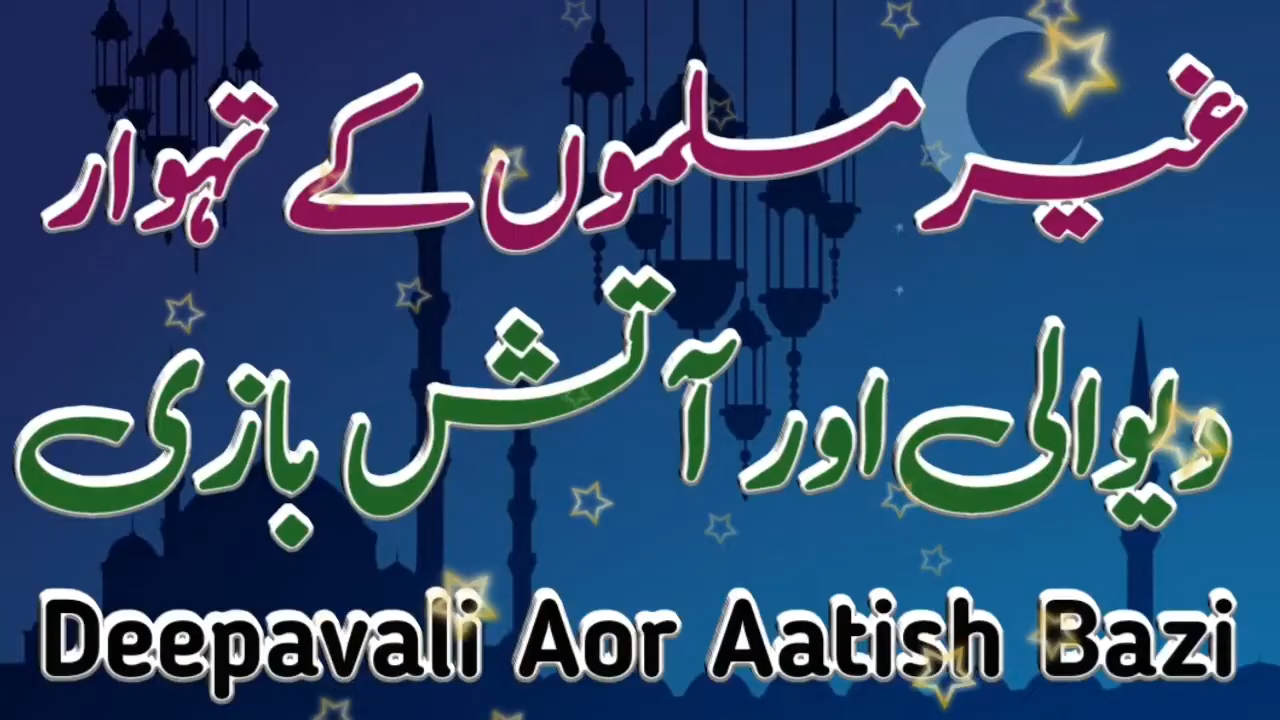 غیر مسلموں کے تہوار
دیوالی اور آتش بازی
Deepavali Aor Aatish Bazi